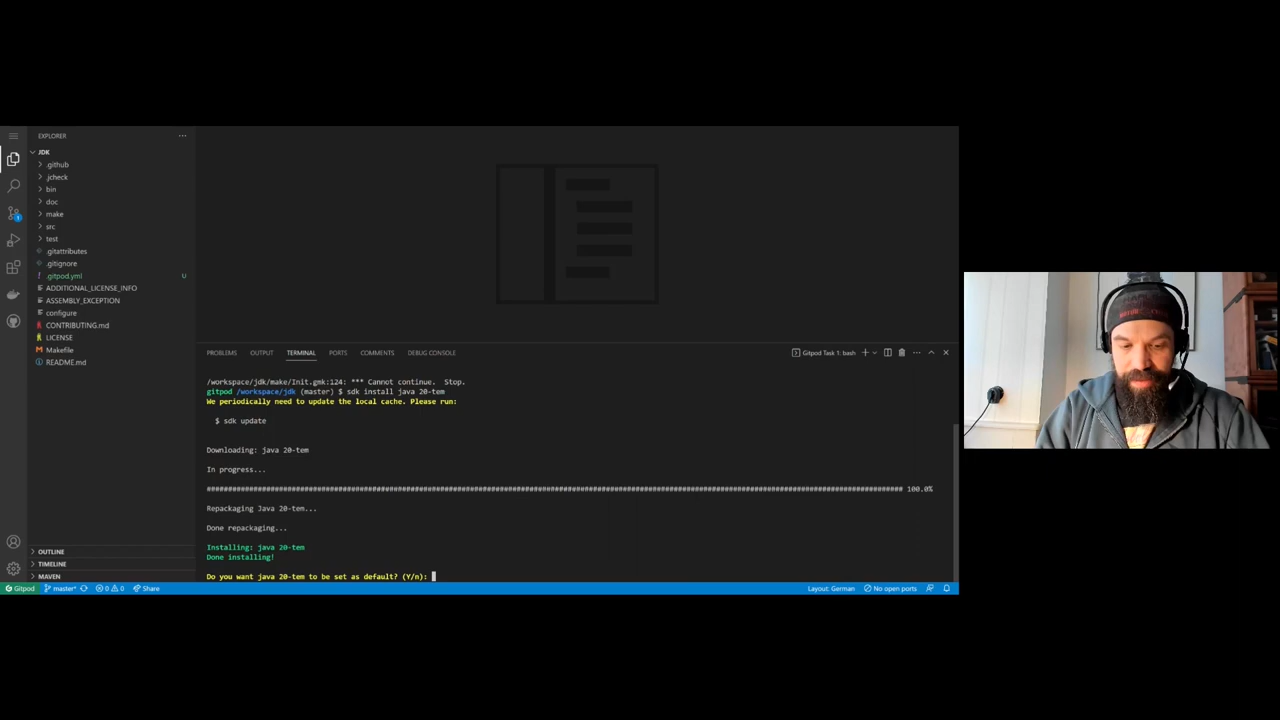 EXPLORER
JDK
.github
.jcheck
bin
doc
make
src
test
.gitattributes
.gitignore
.gitpod.yml U
ADDITIONAL_LICENSE_INFO
ASSEMBLY_EXCEPTION
configure
CONTRIBUTING.md
LICENSE
Makefile
README.md
OUTLINE
TIMELINE
MAVEN
PROBLEMS OUTPUT TERMINAL PORTS COMMENTS DEBUG CONSOLE Gitpod Task 1: bash
/workspace/jdk/make/Init.gmk:124: *** Cannot continue.  Stop.
gitpod /workspace/jdk (master) $ sdk install java 20-tem
We periodically need to update the local cache. Please run:
$ sdk update
Downloading: java 20-tem
In progress...
100.0%
Repackaging Java 20-tem...
Done repackaging...
Installing: java 20-tem
Done installing!
Do you want java 20-tem to be set as default? (Y/n):
Gitpod master* 0 0 Share Layout: German No open ports